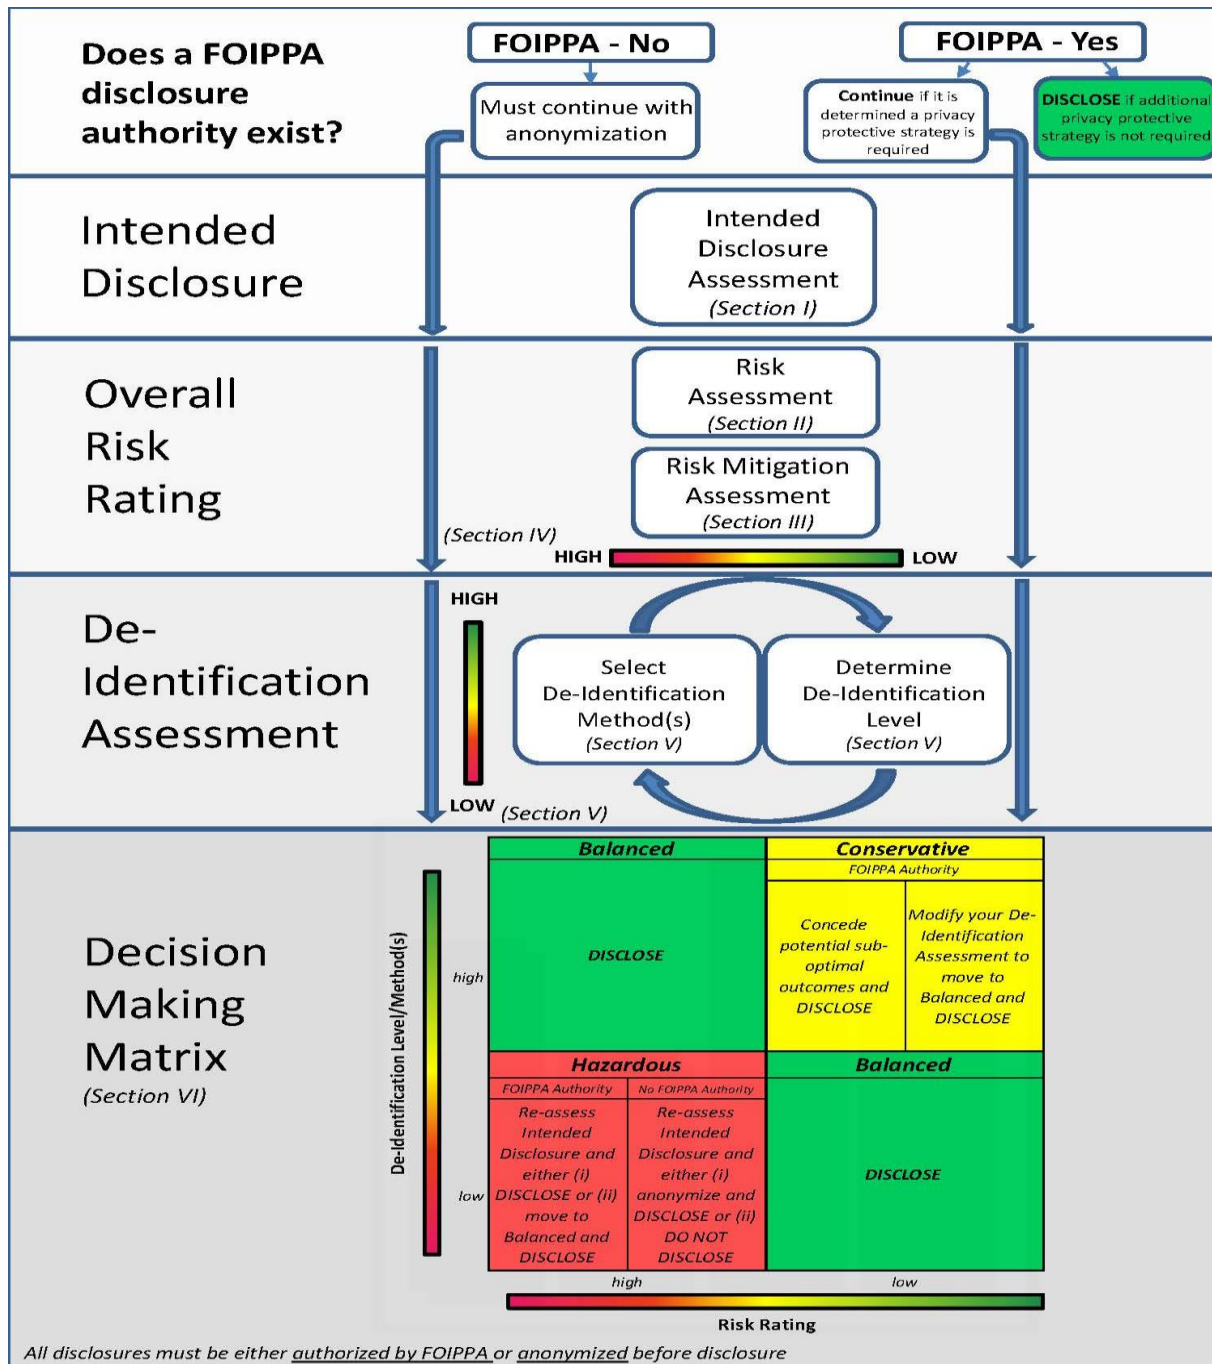 Does a FOIPPA
disclosure
authority exist?
FOIPPA - No
Must continue with
anonymization
FOIPPA - Yes
Continue if it is
determined a privacy
protective strategy is
required
DISCLOSE if additional
privacy protective
strategy is not required
Intended
Disclosure
Intended
Disclosure
Assessment
(Section I)
Overall
Risk
Rating
Risk
Assessment
(Section II)
Risk Mitigation
Assessment
(Section III)
(Section IV)
HIGH
LOW
De-
Identification
Assessment
HIGH
LOW
(Section V)
Select
De-Identification
Method(s)
(Section V)
Determine
De-Identification
Level
(Section V)
Decision
Making
Matrix
(Section VI)
De-Identification Level/Method(s)
high
low
Balanced
DISCLOSE
Conservative
FOIPPA Authority
Concede
potential sub-
optimal
outcomes and
DISCLOSE
Modify your De-
Identification
Assessment to
move to
Balanced and
DISCLOSE
Hazardous
FOIPPA Authority
Re-assess
Intended
Disclosure and
either (i)
DISCLOSE or (ii)
move to
Balanced and
DISCLOSE
No FOIPPA Authority
Re-assess
Intended
Disclosure and
either (i)
anonymize and
DISCLOSE or (ii)
DO NOT
DISCLOSE
Balanced
DISCLOSE
high
low
Risk Rating
All disclosures must be either authorized by FOIPPA or anonymized before disclosure